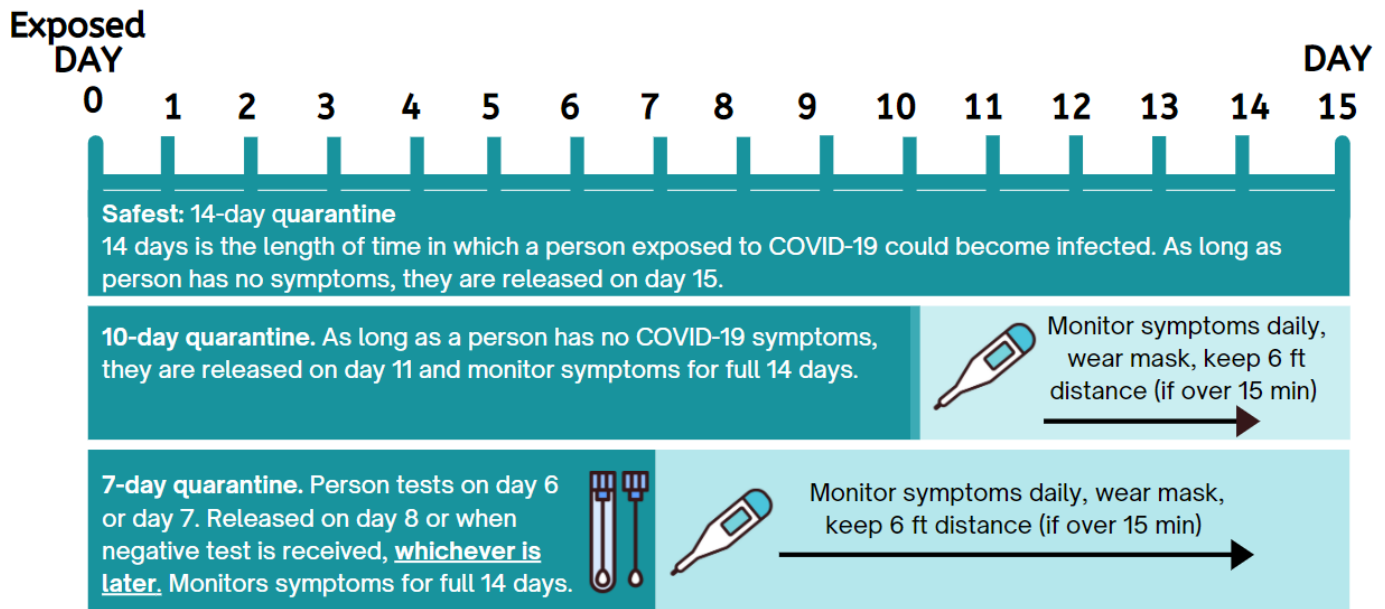 Exposed
DAY
DAY
0 1 2 3 4 5 6 7 8 9 10 11 12 13 14 15
Safest: 14-day quarantine
14 days is the length of time in which a person exposed to COVID-19 could become infected. As long as
person has no symptoms, they are released on day 15.
10-day quarantine. As long as a person has no COVID-19 symptoms,
they are released on day 11 and monitor symptoms for full 14 days.
Monitor symptoms daily,
wear mask, keep 6 ft
distance (if over 15 min)
7-day quarantine. Person tests on day 6
or day 7. Released on day 8 or when
negative test is received, whichever is
later. Monitors symptoms for full 14 days.
Monitor symptoms daily, wear mask,
keep 6 ft distance (if over 15 min)